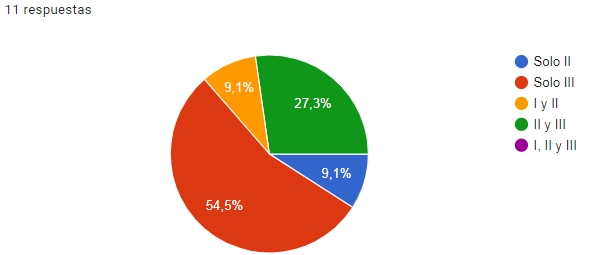 11 respuestas
Solo II
Solo III
I y II
II y III
I, II y III
9,1%
27,3%
9,1%
54,5%